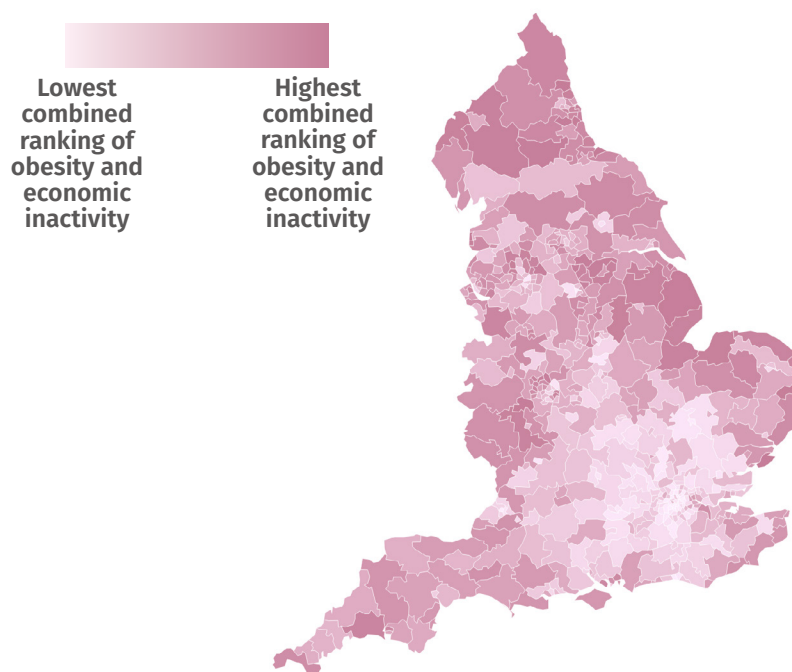 Lowest
combined
ranking of
obesity and
economic
inactivity
Highest
combined
ranking of
obesity and
economic
inactivity